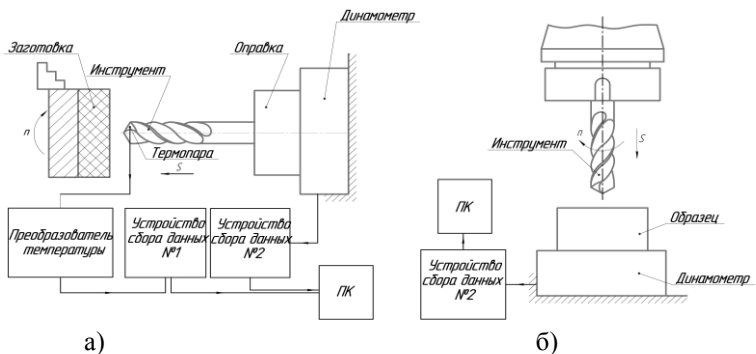 Заготовка
Инструмент
Оправка
Динамометр
n
Термопара
S
Преобразователь
температуры
Устройство
сбора данных
№1
Устройство
сбора данных
№2
ПК
а)
n
S
Инструмент
ПК
Образец
Устройство
сбора данных
№2
Динамометр
б)